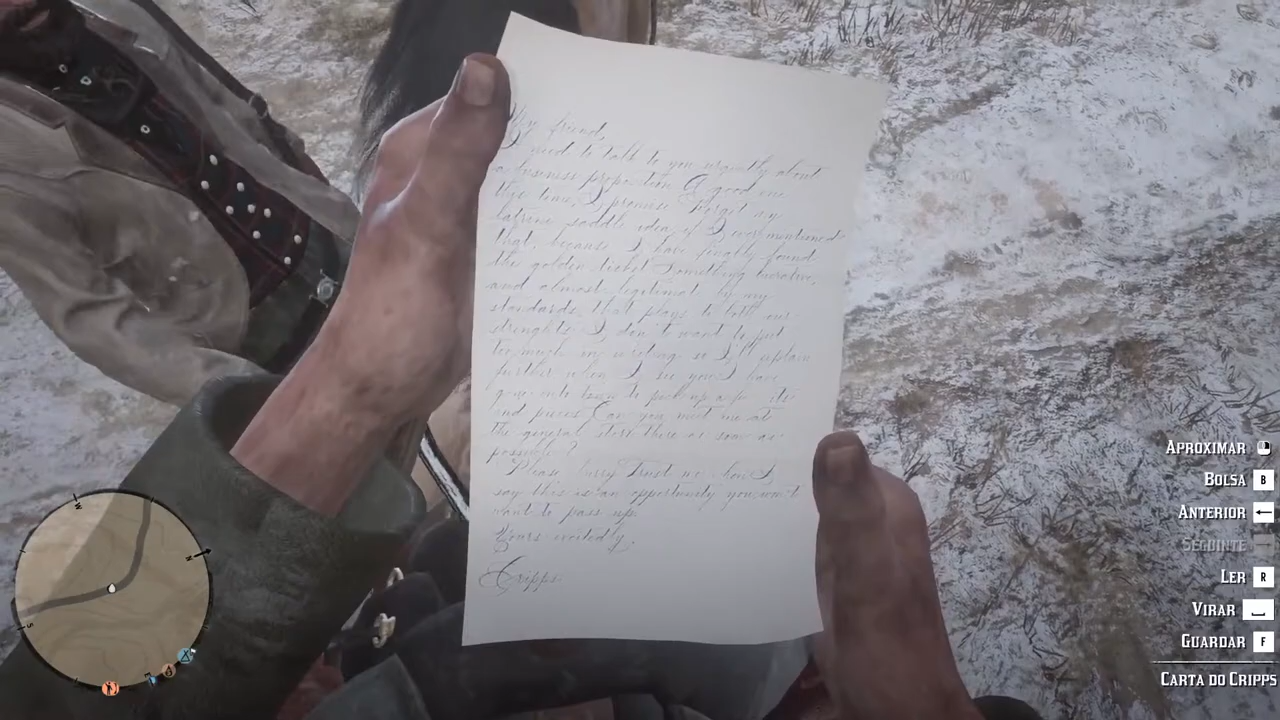 My friend,
I need to talk to you urgently about
a business proposition. A good one
this time, I promise. Forget my
latrine saddle idea, if I ever mentioned
that, because I have finally found
the golden ticket. Something lucrative,
and almost legitimate by my
standards, that plays to both our
strenghts. I don't want to put
too much in writing, so I'll explain
further when I see you. I have
gone into town to pick up a few
and pieces. Can you meet me at
the general store there as soon as
possible?
Please hurry. Trust me when I
say this is an opportunity you won't
want to pass up.
Yours excitedly,
Cripps
APROXIMAR
BOLSA B
ANTERIOR ←
SEGUINTE →
LER R
VIRAR
GUARDAR F
CARTA DO CRIPPS